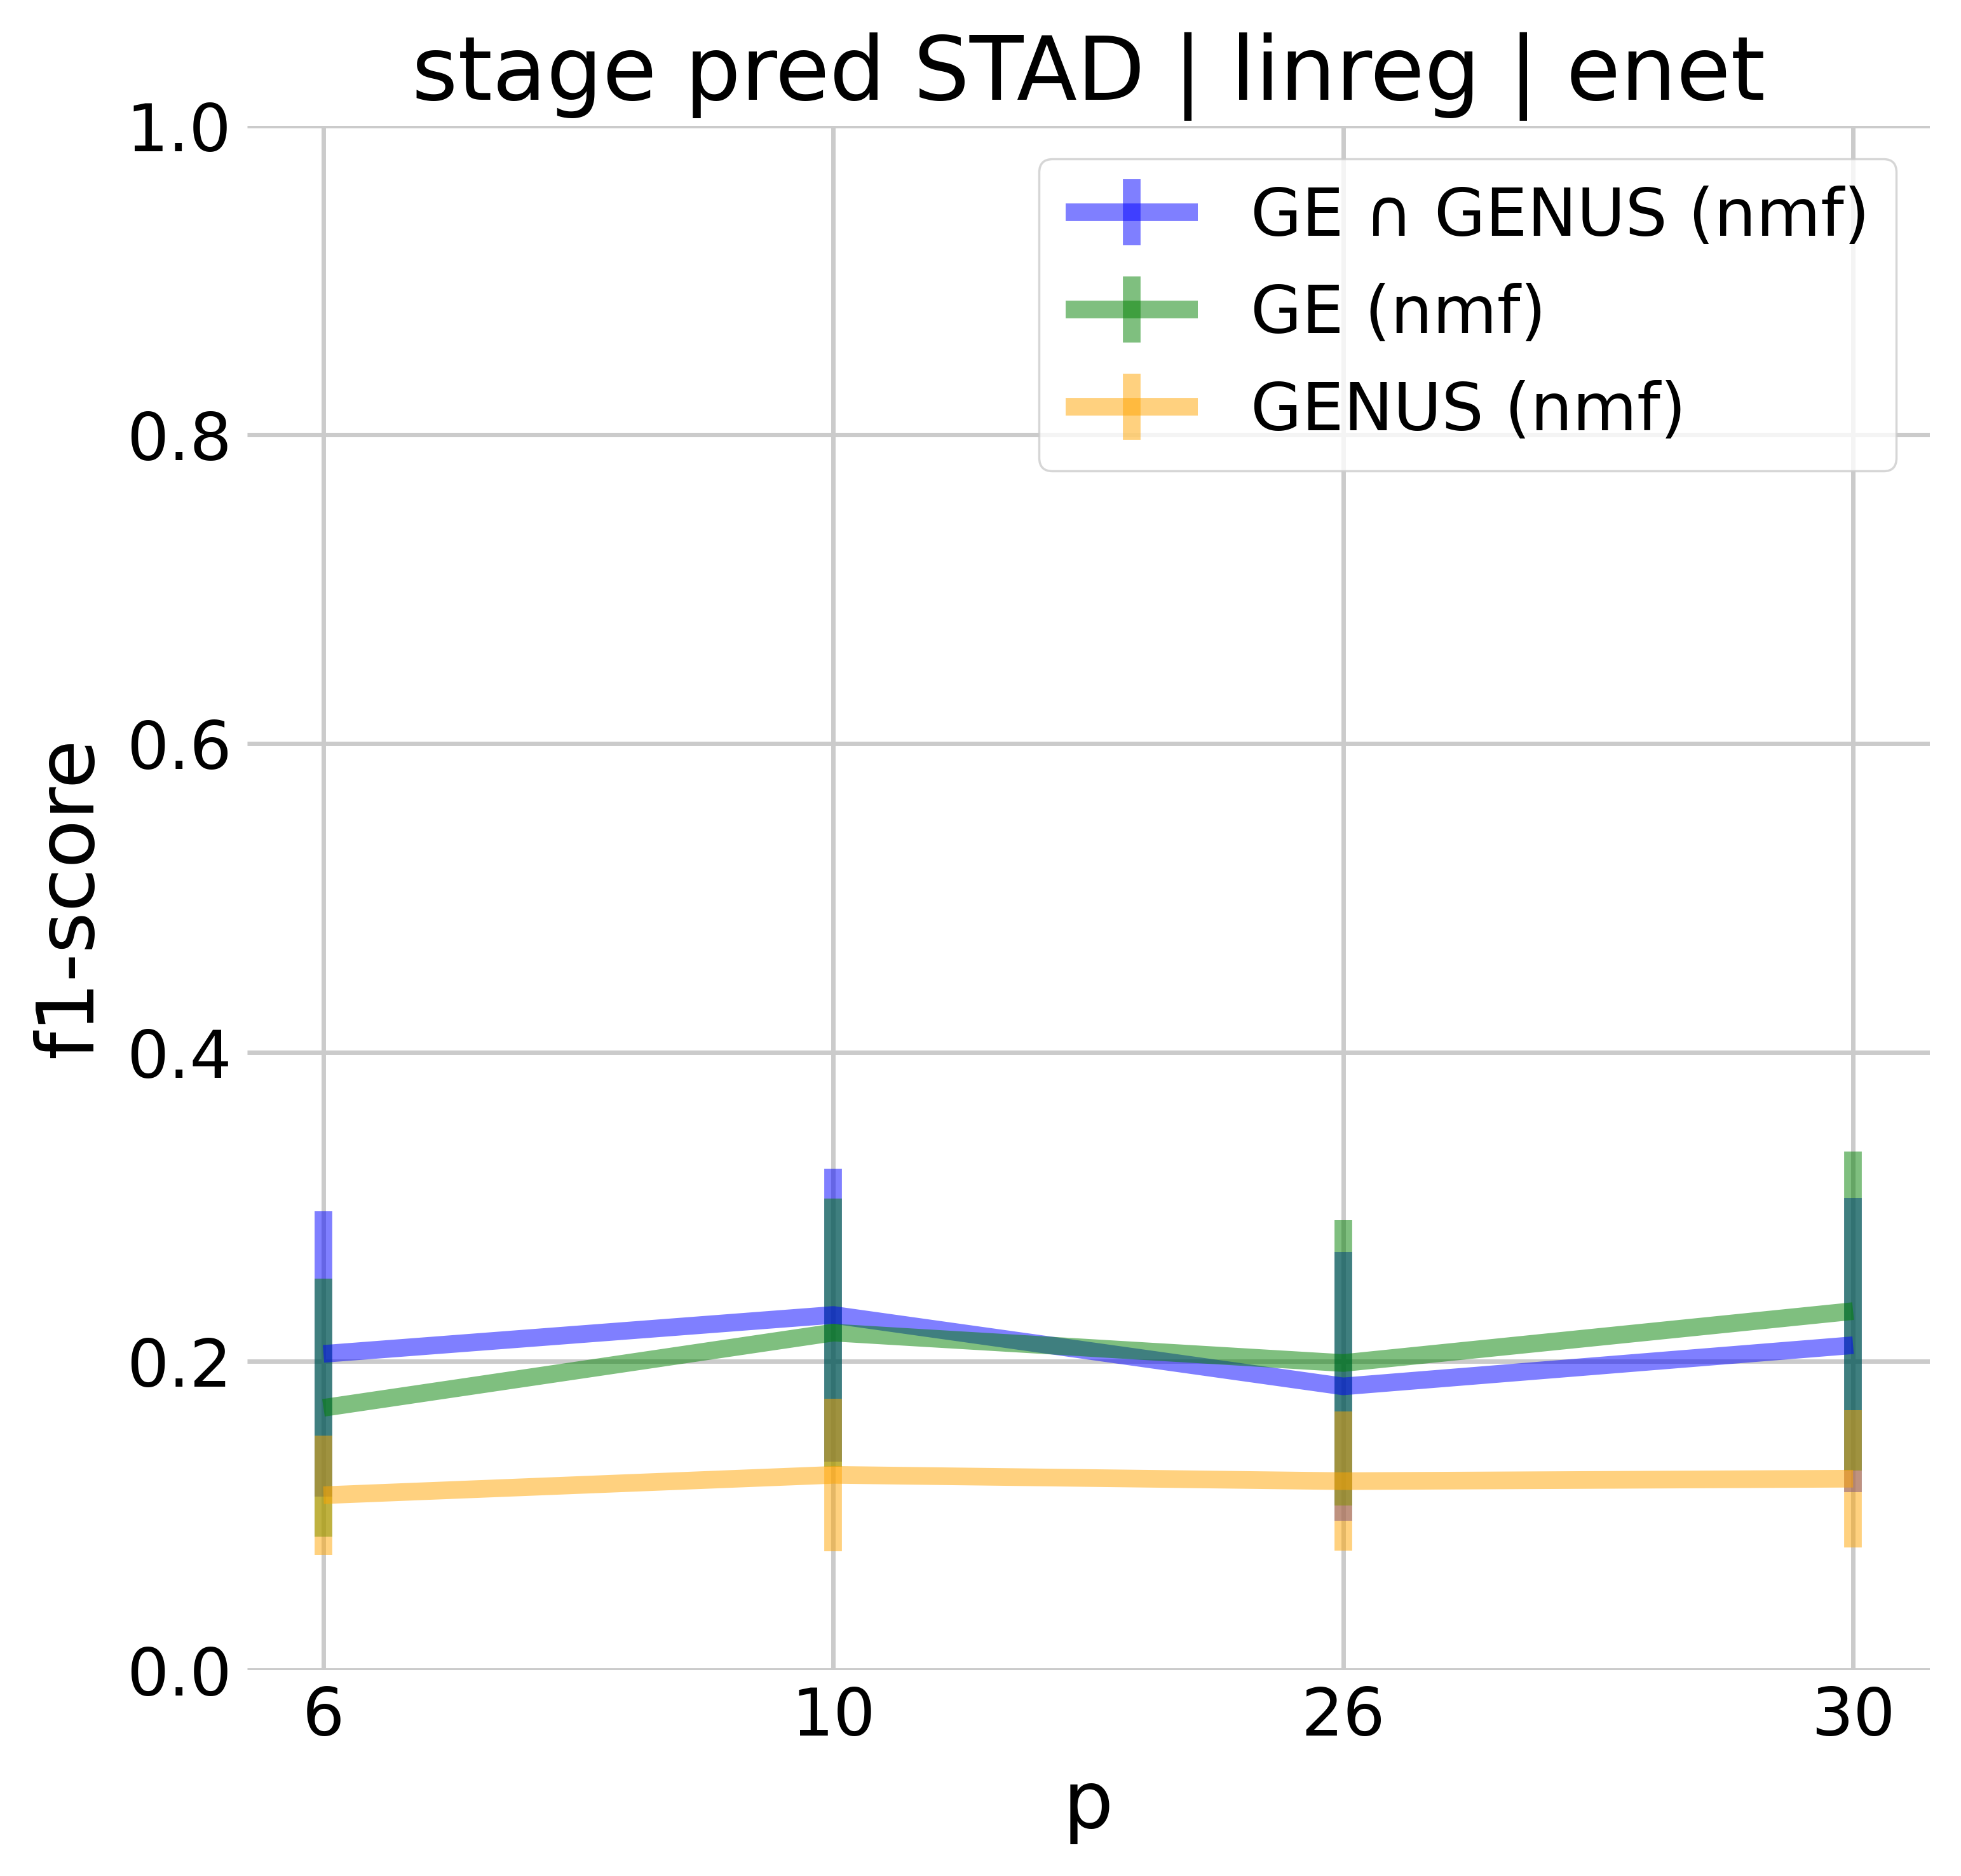 stage pred STAD | linreg | enet
1.0
0.8
0.6
0.4
0.2
0.0
f1-score
GE ∩ GENUS (nmf)
GE (nmf)
GENUS (nmf)
6 10 26 30
p